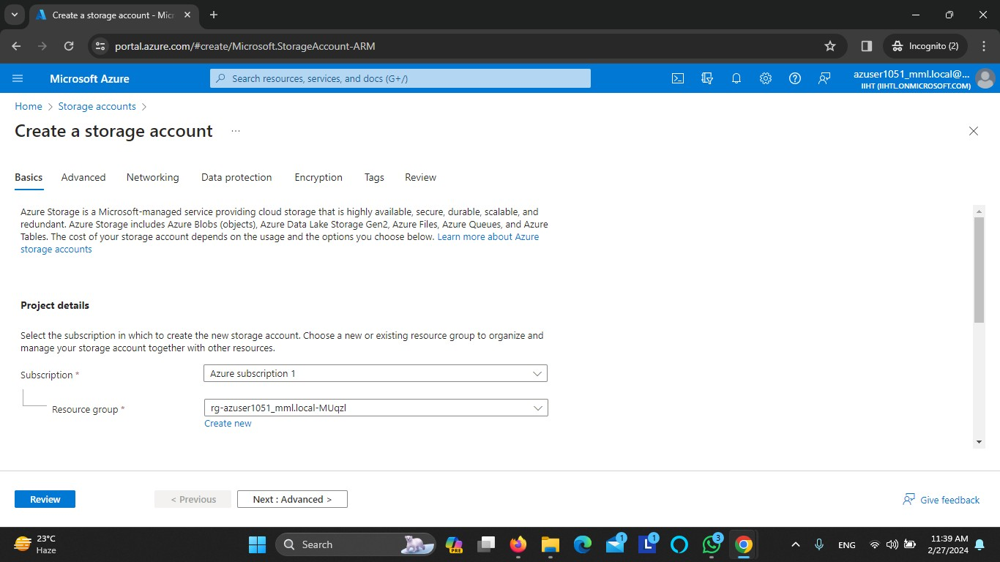 Create a storage account - Mic
portal.azure.com/#create/Microsoft.StorageAccount-ARM
Incognito (2)
Microsoft Azure
Search resources, services, and docs (G+/)
azuser1051_mml.local@...
IIHT (IIHTL.ONMICROSOFT.COM)
Home > Storage accounts >
Create a storage account ...
Basics Advanced Networking Data protection Encryption Tags Review
Azure Storage is a Microsoft-managed service providing cloud storage that is highly available, secure, durable, scalable, and
redundant. Azure Storage includes Azure Blobs (objects), Azure Data Lake Storage Gen2, Azure Files, Azure Queues, and Azure
Tables. The cost of your storage account depends on the usage and the options you choose below. Learn more about Azure
storage accounts
Project details
Select the subscription in which to create the new storage account. Choose a new or existing resource group to organize and
manage your storage account together with other resources.
Subscription * Azure subscription 1
Resource group * rg-azuser1051_mml.local-MUqzl
Create new
Review < Previous Next : Advanced > Give feedback
23°C
Haze
Search
PRE
1
L 1
3
ENG
11:39 AM
2/27/2024